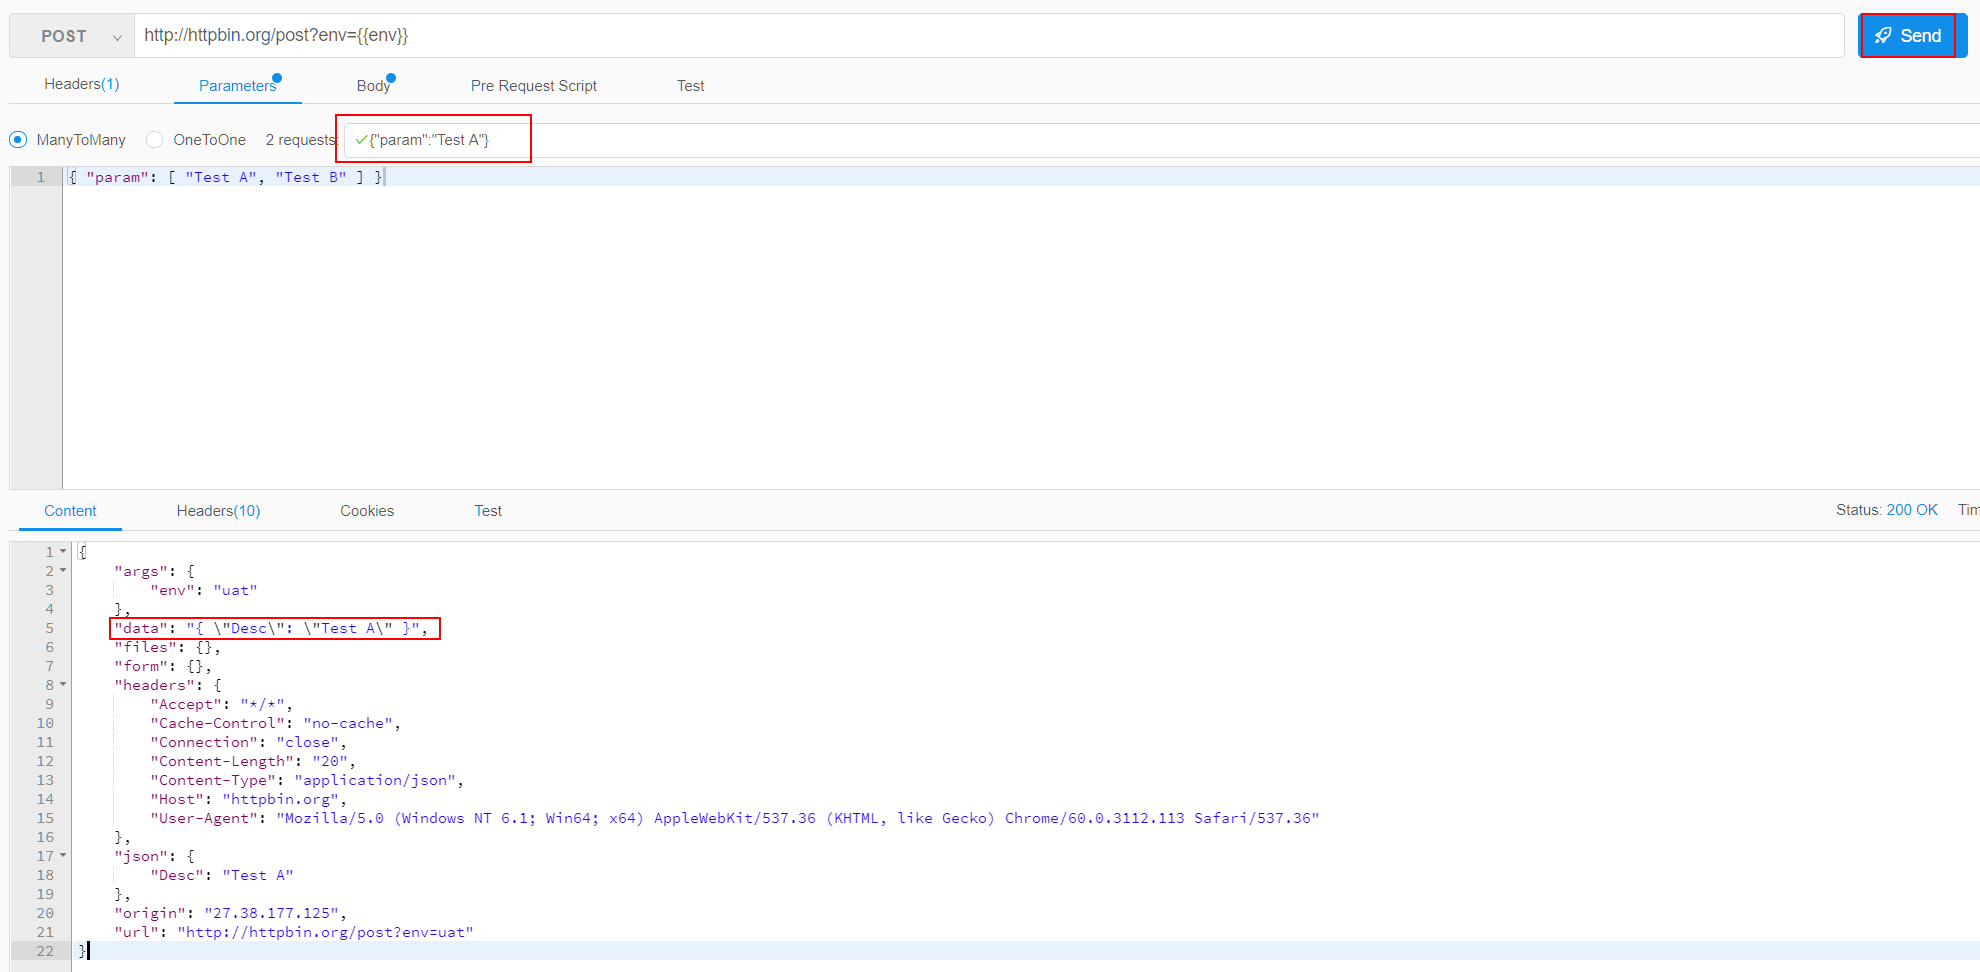 POST http://httpbin.org/post?env={{env}} Send
Headers(1) Parameters Body Pre Request Script Test
ManyToMany OneToOne 2 requests: {"param":"Test A"}
1 { "param": [ "Test A", "Test B" ] }
Content Headers(10) Cookies Test Status: 200 OK Tim
1 {
2 "args": {
3 "env": "uat"
4 },
5 "data": "{ \"Desc\": \"Test A\" }",
6 "files": {},
7 "form": {},
8 "headers": {
9 "Accept": "*/*",
10 "Cache-Control": "no-cache",
11 "Connection": "close",
12 "Content-Length": "20",
13 "Content-Type": "application/json",
14 "Host": "httpbin.org",
15 "User-Agent": "Mozilla/5.0 (Windows NT 6.1; Win64; x64) AppleWebKit/537.36 (KHTML, like Gecko) Chrome/60.0.3112.113 Safari/537.36"
16 },
17 "json": {
18 "Desc": "Test A"
19 },
20 "origin": "27.38.177.125",
21 "url": "http://httpbin.org/post?env=uat"
22 }